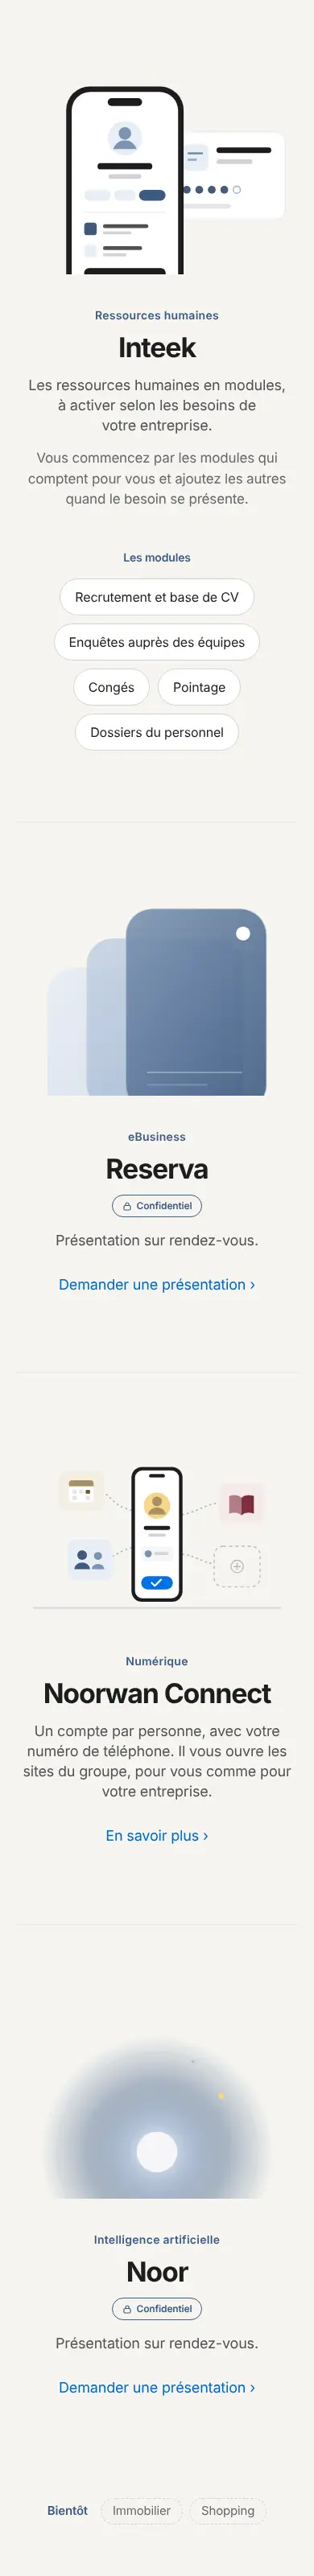 Ressources humaines
Inteek
Les ressources humaines en modules,
à activer selon les besoins de
votre entreprise.
Vous commencez par les modules qui
comptent pour vous et ajoutez les autres
quand le besoin se présente.
Les modules
Recrutement et base de CV
Enquêtes auprès des équipes
Congés
Pointage
Dossiers du personnel
eBusiness
Reserva
Confidentiel
Présentation sur rendez-vous.
Demander une présentation ›
Numérique
Noorwan Connect
Un compte par personne, avec votre
numéro de téléphone. Il vous ouvre les
sites du groupe, pour vous comme pour
votre entreprise.
En savoir plus ›
Intelligence artificielle
Noor
Confidentiel
Présentation sur rendez-vous.
Demander une présentation ›
Bientôt
Immobilier
Shopping